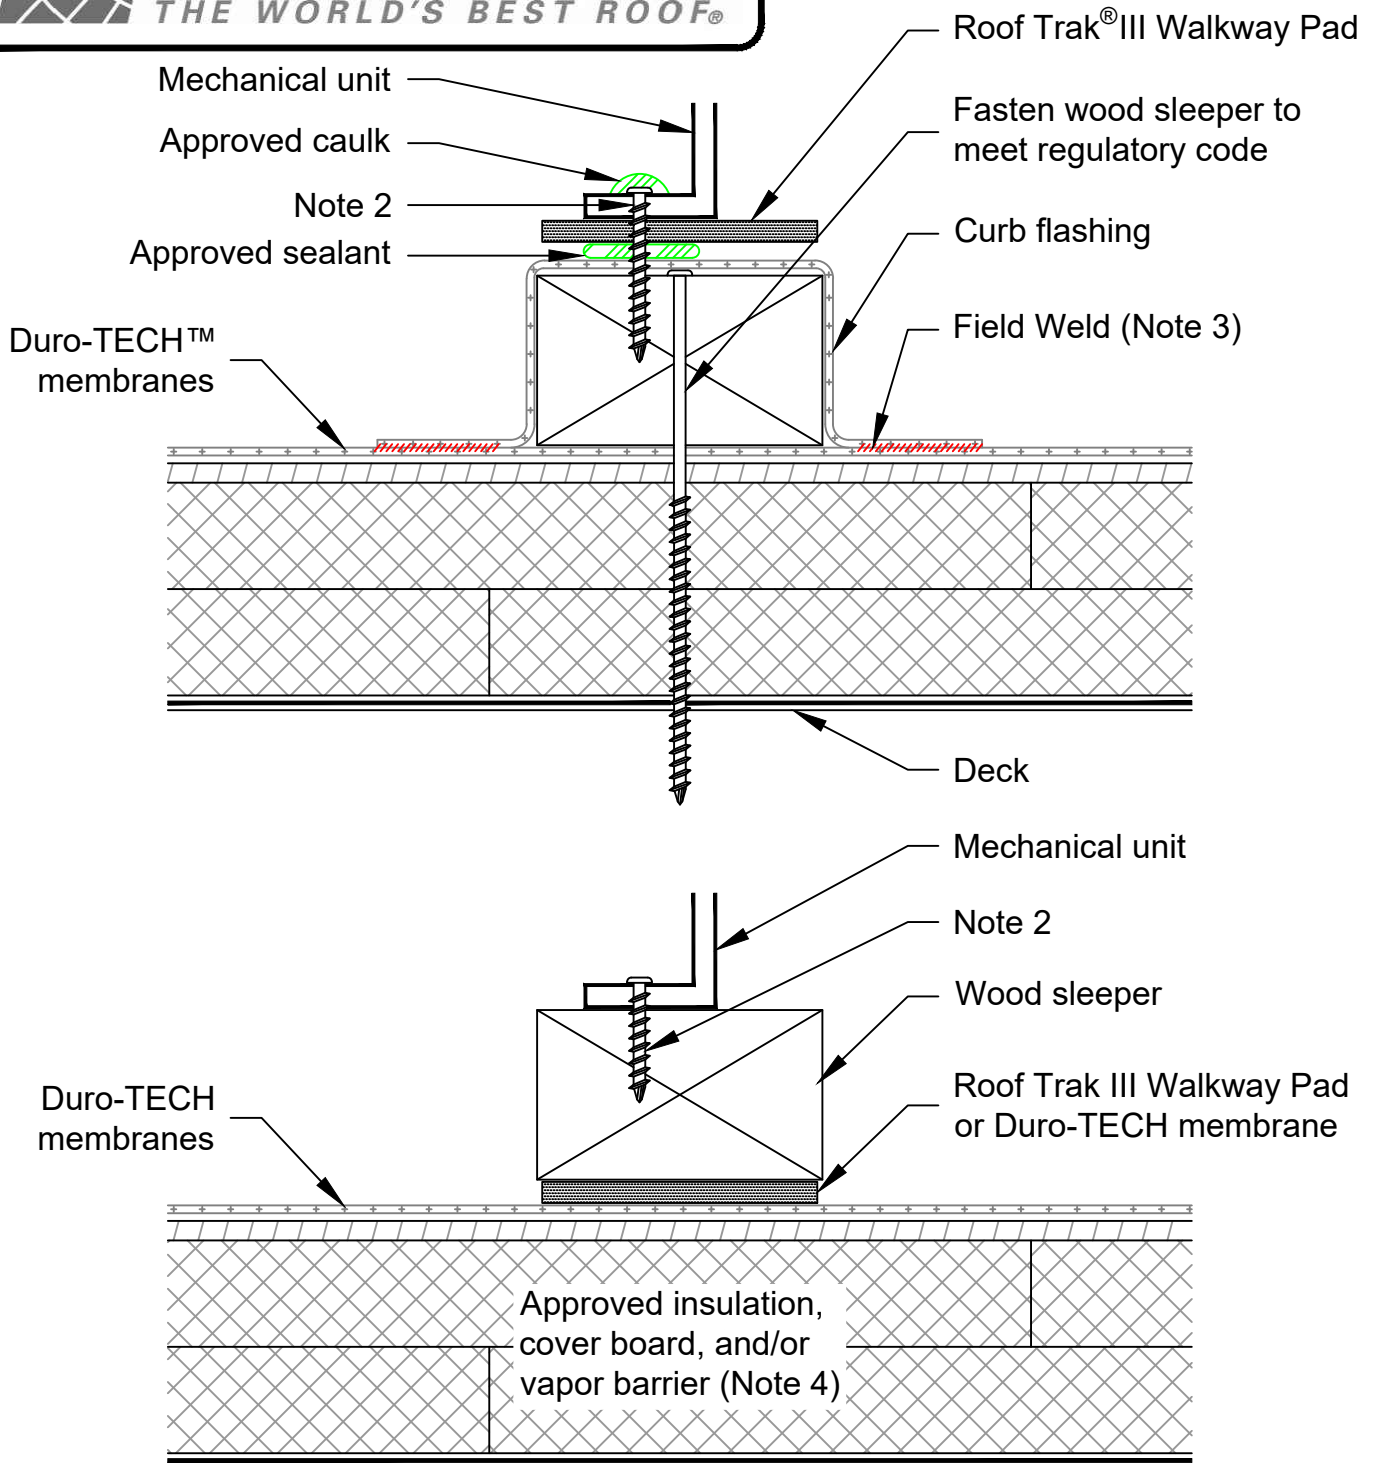 THE WORLD'S BEST ROOF®
Roof Trak®III Walkway Pad
Mechanical unit
Fasten wood sleeper to
meet regulatory code
Approved caulk
Note 2
Curb flashing
Approved sealant
Field Weld (Note 3)
Duro-TECH™
membranes
Deck
Mechanical unit
Note 2
Wood sleeper
Roof Trak III Walkway Pad
or Duro-TECH membrane
Duro-TECH
membranes
Approved insulation,
cover board, and/or
vapor barrier (Note 4)